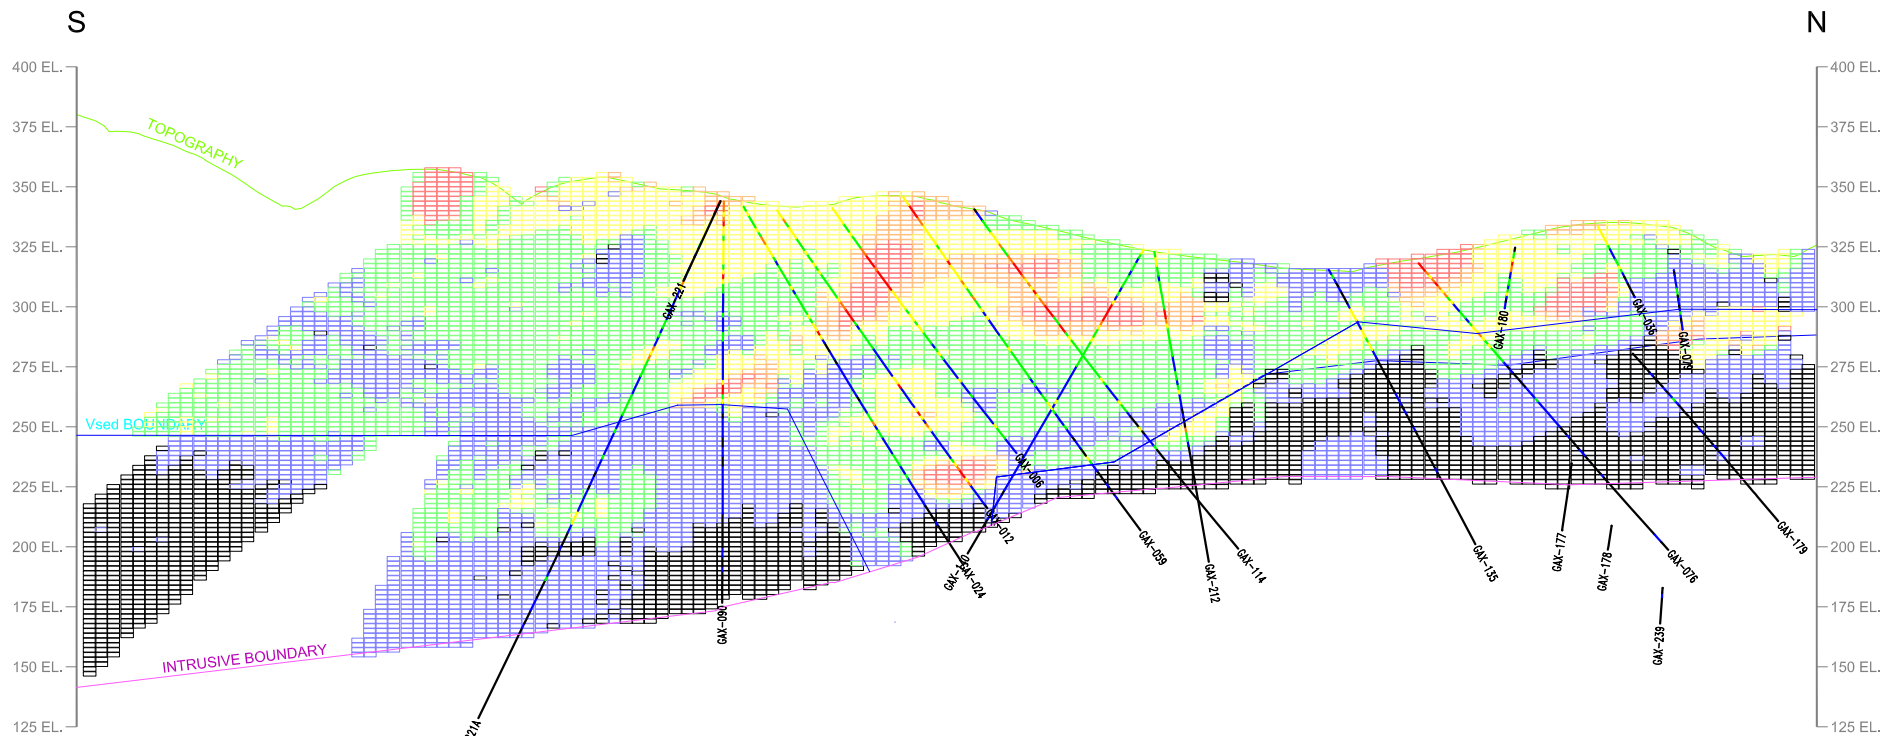 S
N
400 EL.
400 EL.
375 EL.
375 EL.
TOPOGRAPHY
350 EL.
350 EL.
325 EL.
325 EL.
300 EL.
300 EL.
GAX-221
GAX-180
GAX-036
GAX-079
275 EL.
275 EL.
Vsed BOUNDARY
250 EL.
250 EL.
GAX-006
225 EL.
225 EL.
GAX-012
GAX-059
GAX-114
GAX-135
GAX-177
GAX-076
GAX-179
200 EL.
200 EL.
GAX-024
GAX-212
GAX-178
175 EL.
175 EL.
GAX-090
GAX-239
INTRUSIVE BOUNDARY
150 EL.
150 EL.
21A
125 EL.
125 EL.